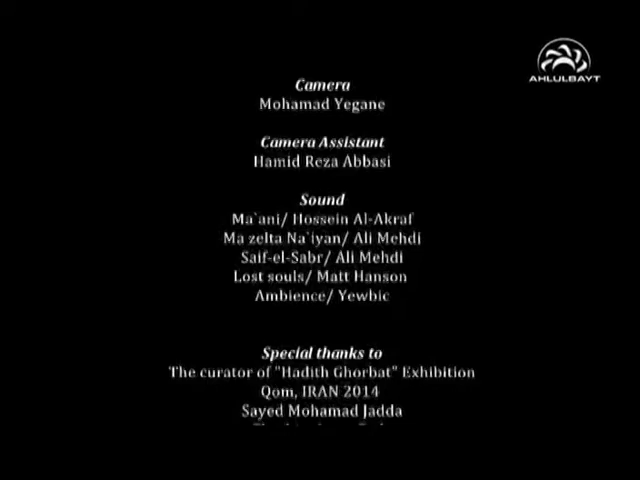 AHLULBAYT
Camera
Mohamad Yegane
Camera Assistant
Hamid Reza Abbasi
Sound
Ma`ani/ Hossein Al-Akraf
Ma zelta Na`iyan/ Ali Mehdi
Saif-el-Sabr/ Ali Mehdi
Lost souls/ Matt Hanson
Ambience/ Yewbic
Special thanks to
The curator of "Hadith Ghorbat" Exhibition
Qom, IRAN 2014
Sayed Mohamad Jadda